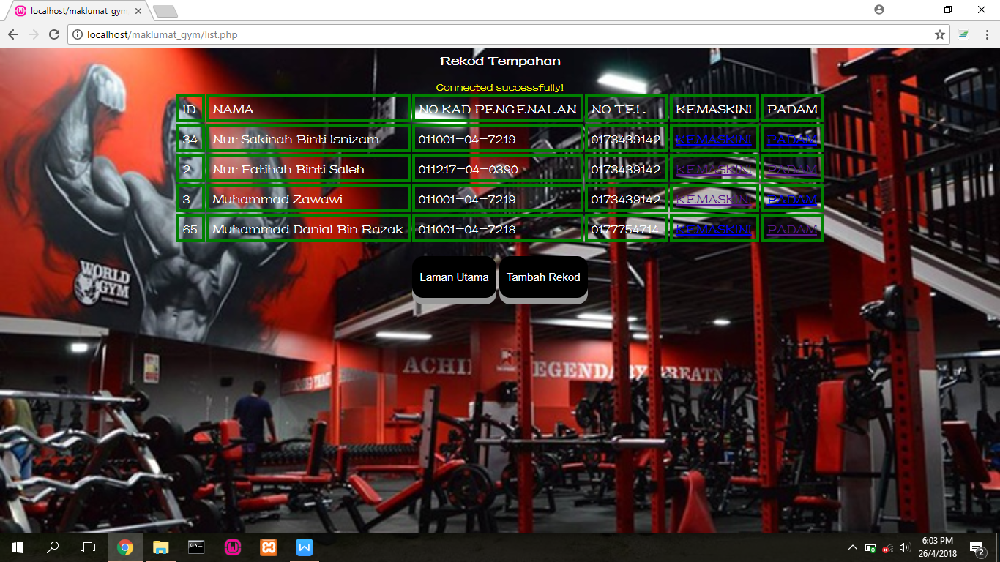 localhost/maklumat_gym
localhost/maklumat_gym/list.php
Rekod Tempahan
Connected successfully!
ID NAMA NO KAD PENGENALAN NO TEL KEMASKINI PADAM
34 Nur Sakinah Binti Isnizam 011001-04-7219 0173439142 KEMASKINI PADAM
2 Nur Fatihah Binti Saleh 011217-04-0390 0173439142 KEMASKINI PADAM
3 Muhammad Zawawi 011001-04-7219 0173439142 KEMASKINI PADAM
65 Muhammad Danial Bin Razak 011001-04-7218 0177754714 KEMASKINI PADAM
Laman Utama Tambah Rekod
WORLD
GYM
ACHI EGENDARY GREATN
6:03 PM
26/4/2018
2